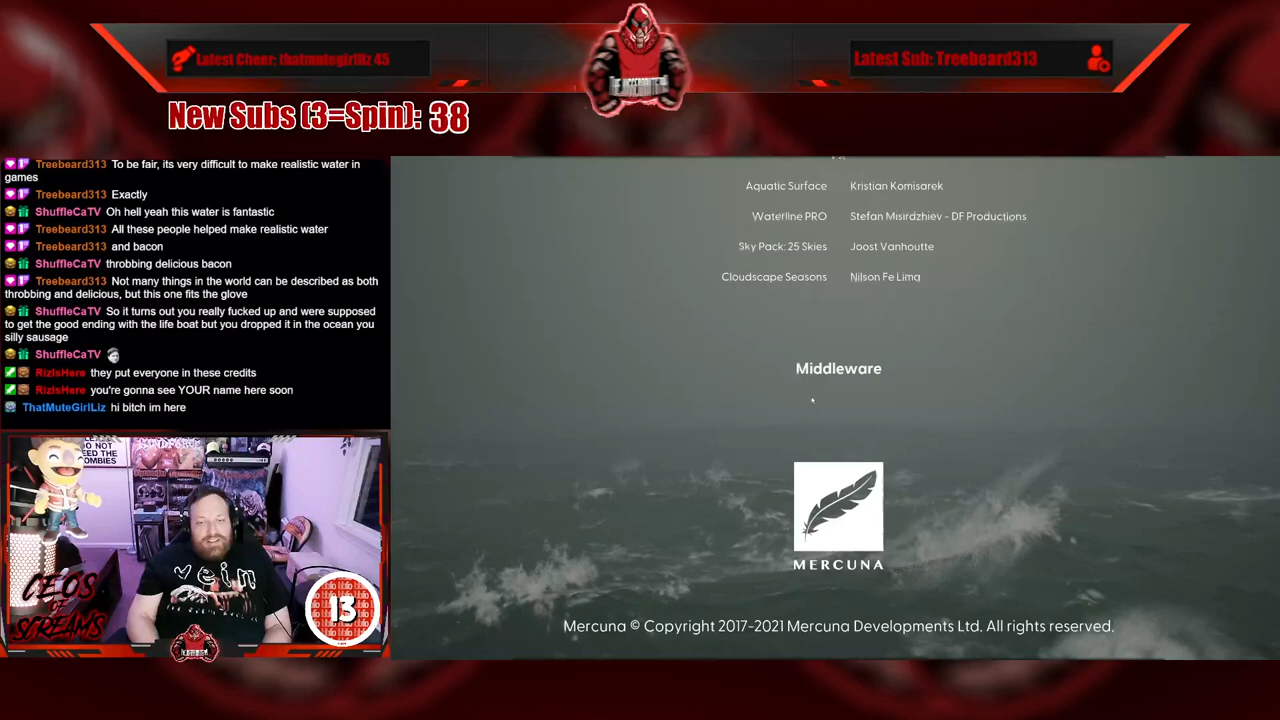 Latest Cheer: thatmutegirlliz 45
Latest Sub: Treebeard313
New Subs (3=Spin): 38
Treebeard313 To be fair, its very difficult to make realistic water in
games
Treebeard313 Exactly
ShuffleCaTV Oh hell yeah this water is fantastic
Treebeard313 All these people helped make realistic water
Treebeard313 and bacon
ShuffleCaTV throbbing delicious bacon
Treebeard313 Not many things in the world can be described as both
throbbing and delicious, but this one fits the glove
ShuffleCaTV So it turns out you really fucked up and were supposed
to get the good ending with the life boat but you dropped it in the ocean you
silly sausage
ShuffleCaTV
RizIsHere they put everyone in these credits
RizIsHere you're gonna see YOUR name here soon
ThatMuteGirlLiz hi bitch im here
Aquatic Surface Kristian Komisarek
Waterline PRO Stefan Misirdzhiev - DF Productions
Sky Pack: 25 Skies Joost Vanhoutte
Cloudscape Seasons Nilson Fe Lima
Middleware
MERCUNA
Mercuna © Copyright 2017-2021 Mercuna Developments Ltd. All rights reserved.
DO NOT
FEED THE
ZOMBIES
vein
CEOS
OF
SCREAMS
13